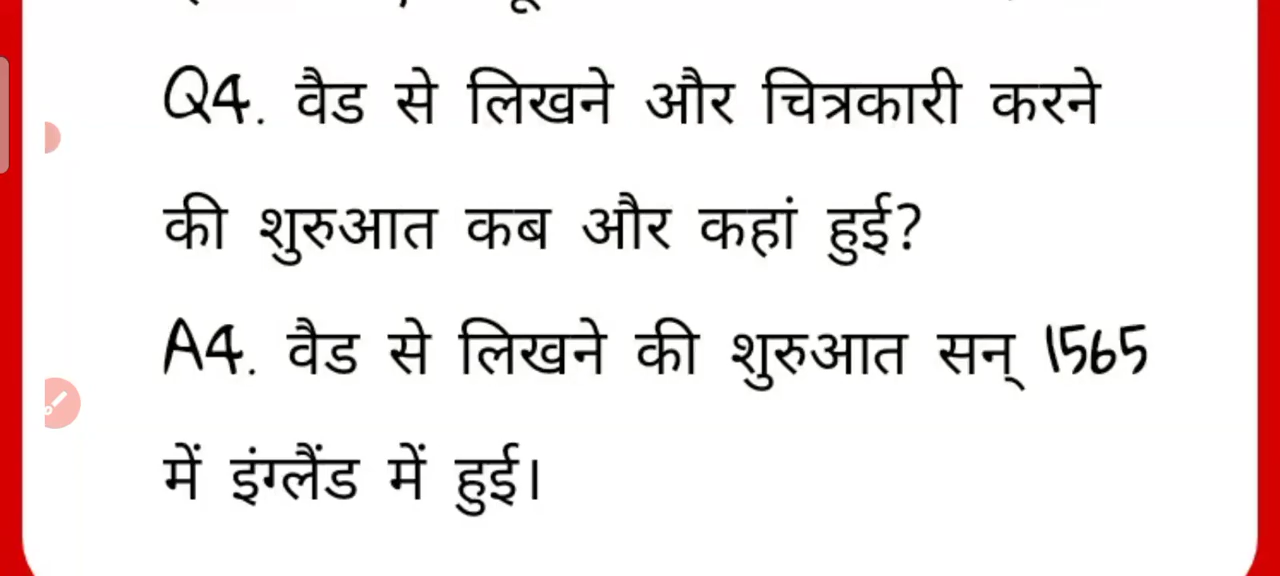 Q4. वैड से लिखने और चित्रकारी करने
की शुरुआत कब और कहां हुई?
A4. वैड से लिखने की शुरुआत सन् 1565
में इंग्लैंड में हुई।